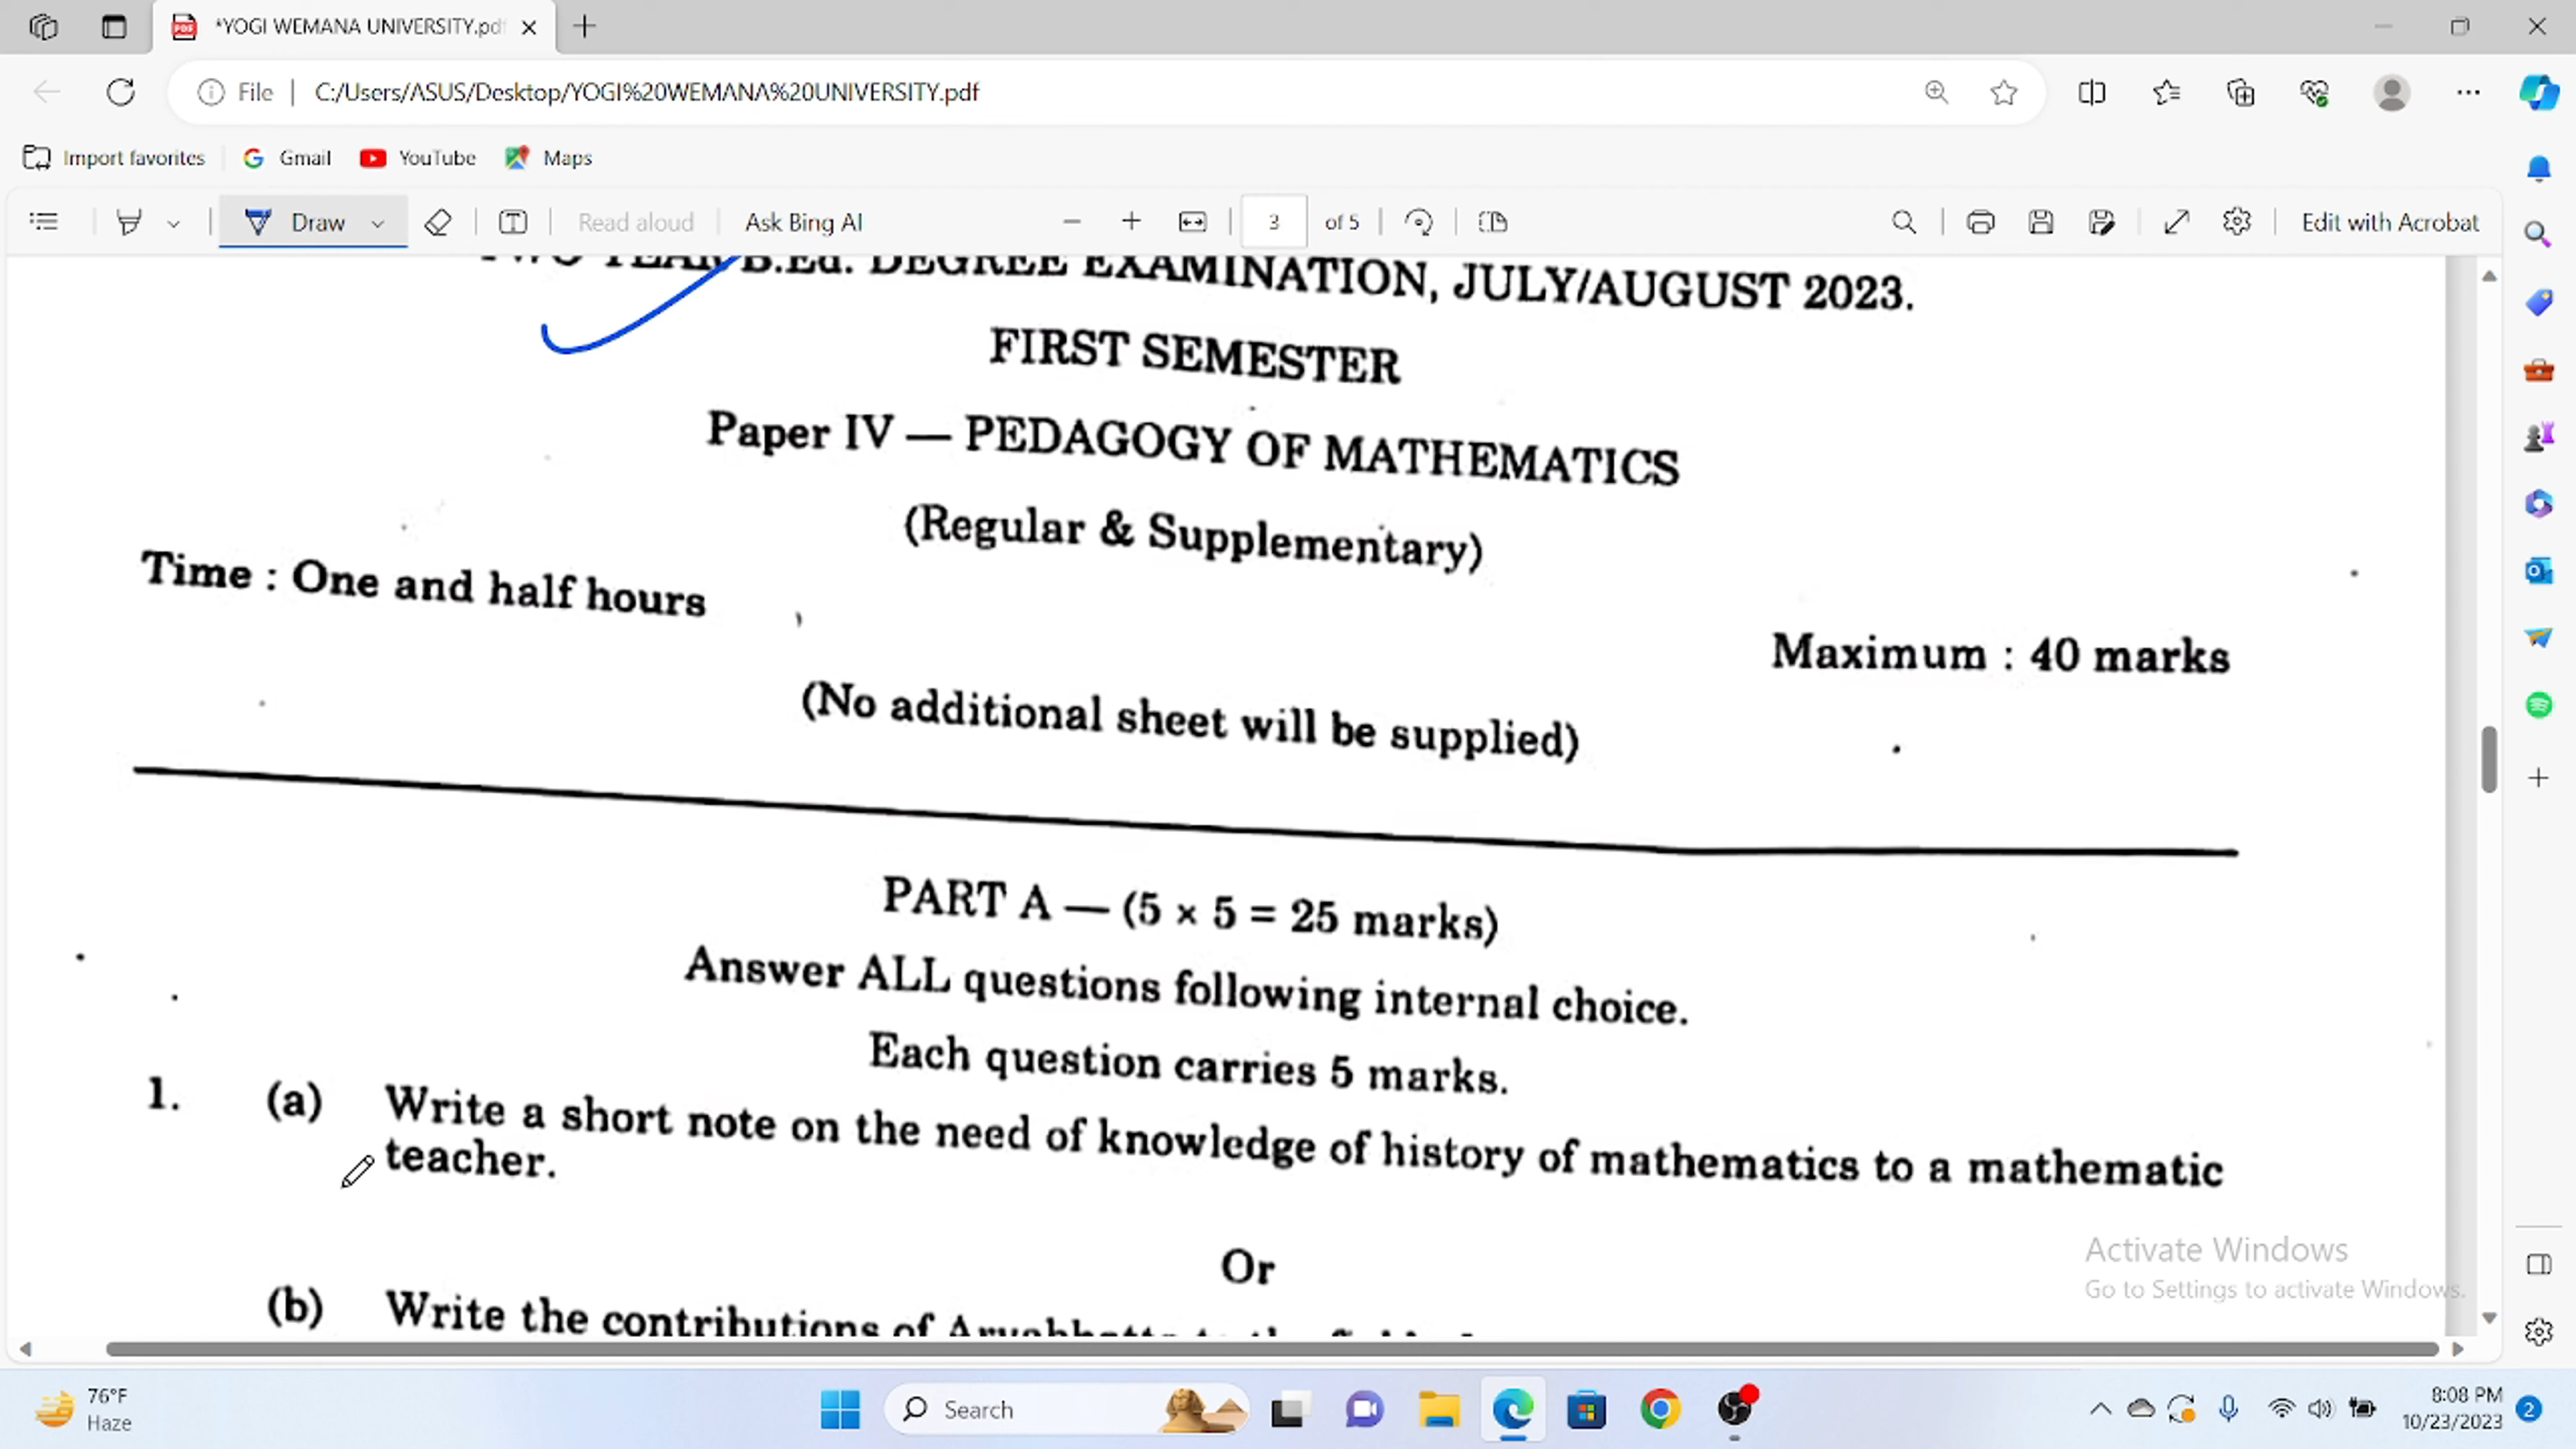 *YOGI WEMANA UNIVERSITY.pdf
File
C:/Users/ASUS/Desktop/YOGI%20WEMANA%20UNIVERSITY.pdf
Import favorites
Gmail
YouTube
Maps
Draw
Read aloud
Ask Bing AI
3
of 5
Edit with Acrobat
TWO YEAR B.Ed. DEGREE EXAMINATION, JULY/AUGUST 2023.
FIRST SEMESTER
Paper IV — PEDAGOGY OF MATHEMATICS
(Regular & Supplementary)
Time : One and half hours
Maximum : 40 marks
(No additional sheet will be supplied)
PART A — (5 × 5 = 25 marks)
Answer ALL questions following internal choice.
Each question carries 5 marks.
1. (a) Write a short note on the need of knowledge of history of mathematics to a mathematic
teacher.
Or
(b) Write the contributions of
Activate Windows
Go to Settings to activate Windows.
76°F
Haze
Search
8:08 PM
10/23/2023
2